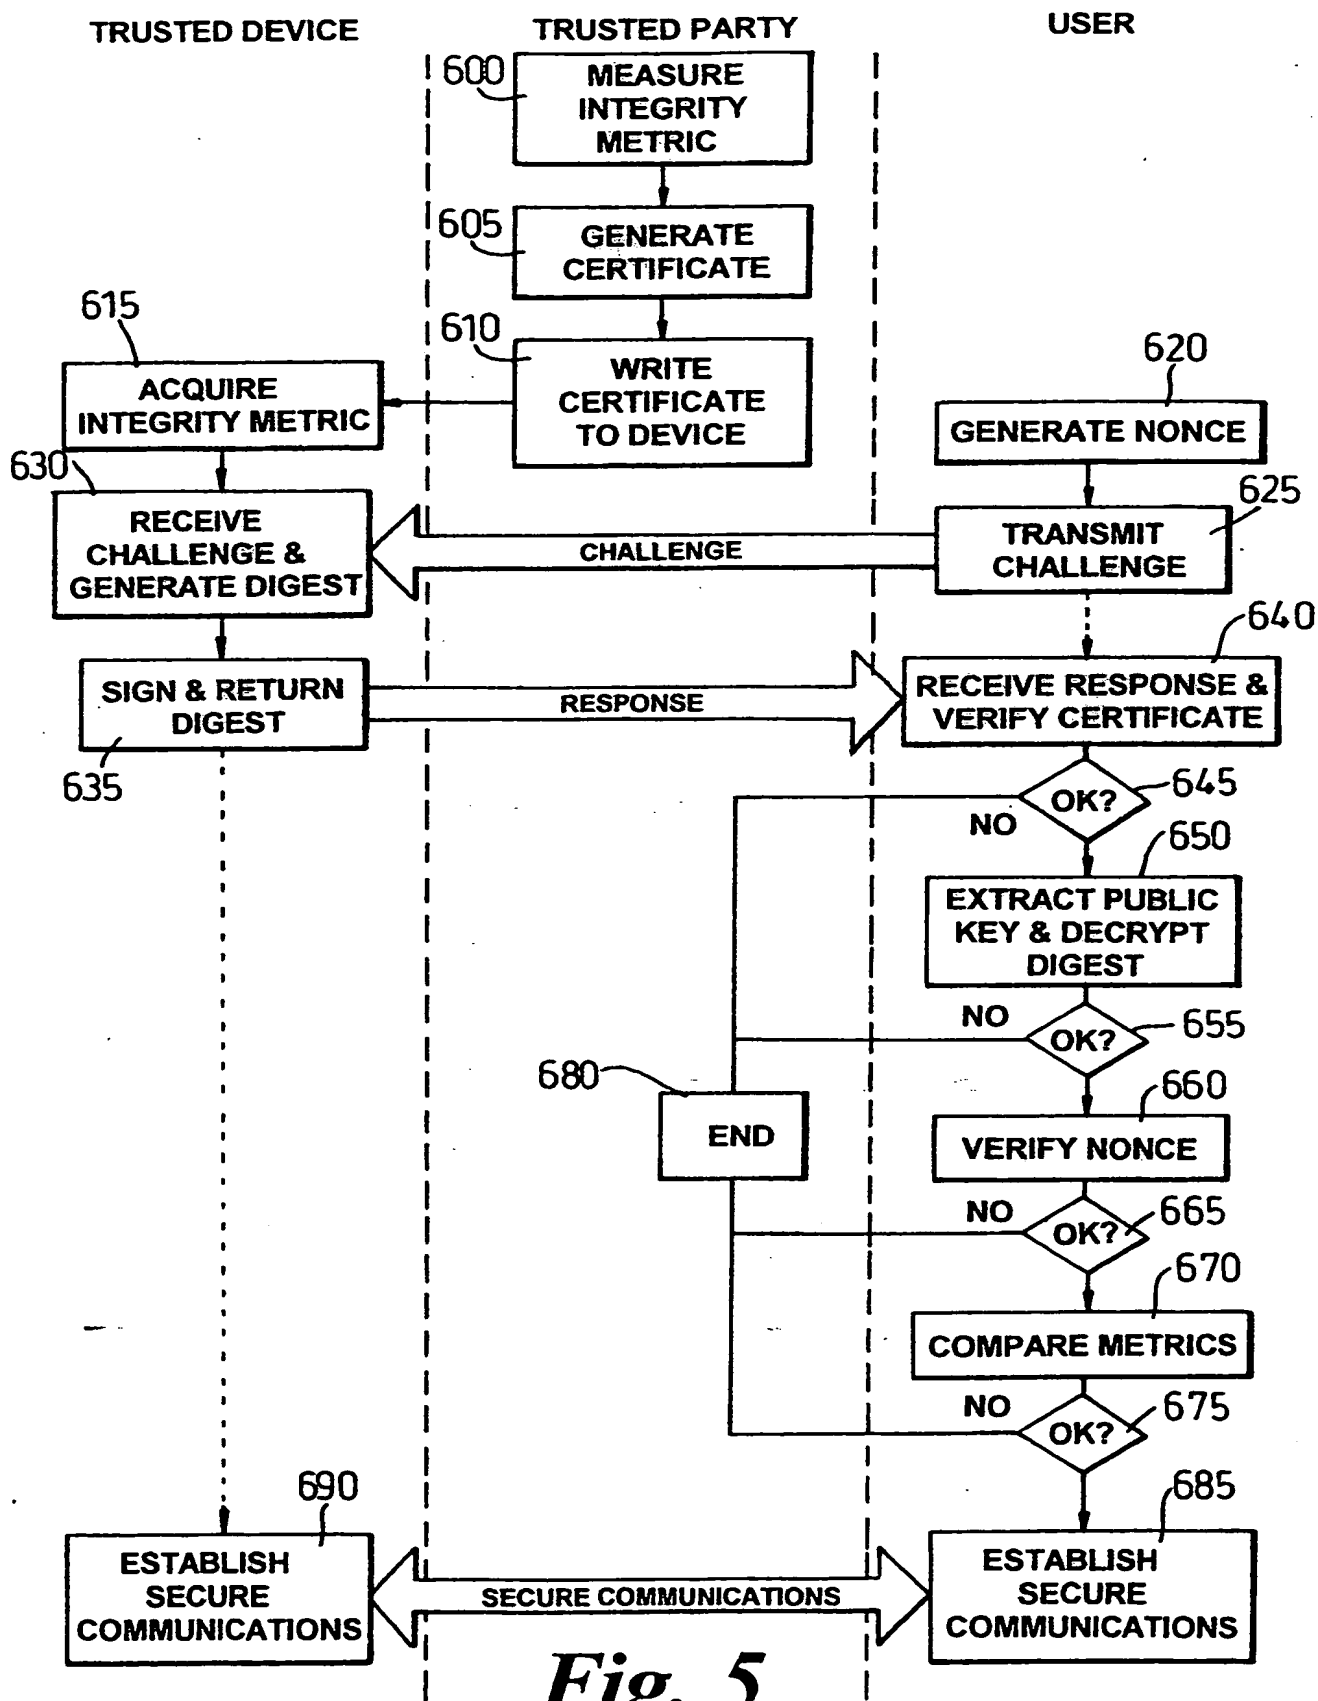 TRUSTED DEVICE
TRUSTED PARTY
USER
600
MEASURE
INTEGRITY
METRIC
605
GENERATE
CERTIFICATE
610
WRITE
CERTIFICATE
TO DEVICE
615
ACQUIRE
INTEGRITY METRIC
620
GENERATE NONCE
625
TRANSMIT
CHALLENGE
CHALLENGE
630
RECEIVE
CHALLENGE &
GENERATE DIGEST
SIGN & RETURN
DIGEST
635
RESPONSE
640
RECEIVE RESPONSE &
VERIFY CERTIFICATE
OK?
645
NO
650
EXTRACT PUBLIC
KEY & DECRYPT
DIGEST
NO
OK?
655
680
END
660
VERIFY NONCE
NO
OK?
665
670
COMPARE METRICS
NO
OK?
675
690
ESTABLISH
SECURE
COMMUNICATIONS
SECURE COMMUNICATIONS
685
ESTABLISH
SECURE
COMMUNICATIONS
Fig. 5